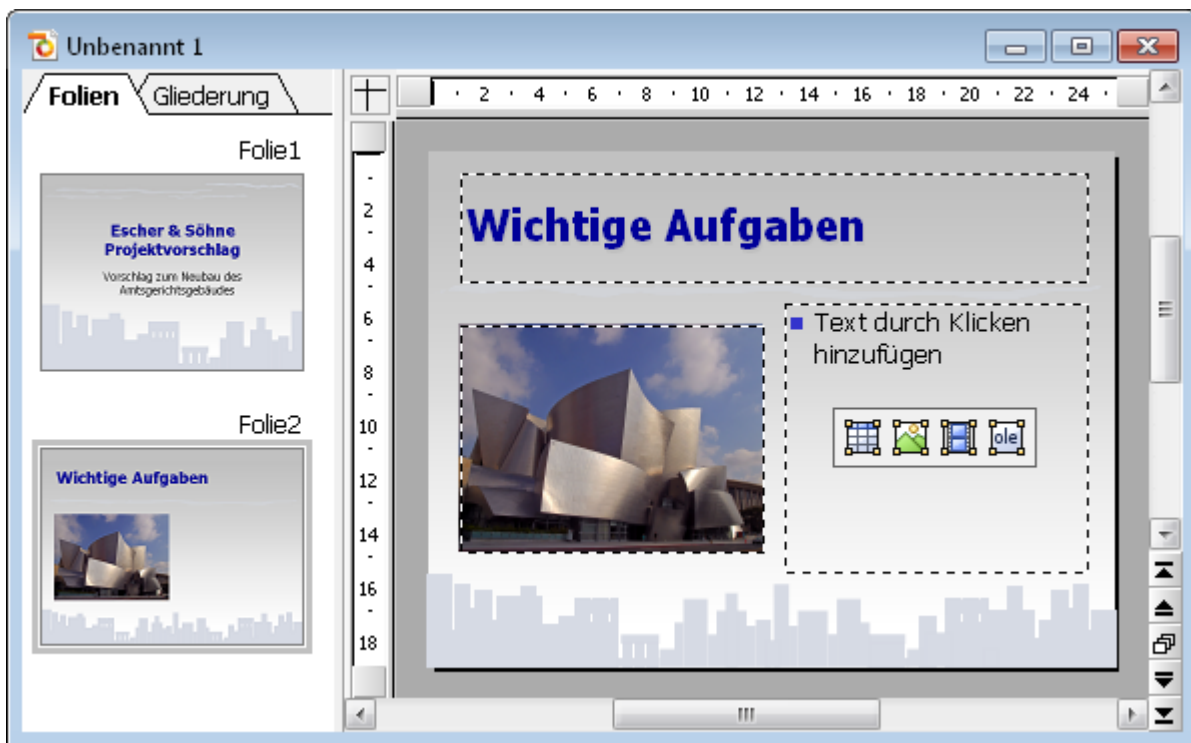 Unbenannt 1
Folien Gliederung
2 4 6 8 10 12 14 16 18 20 22 24
Folie1
Escher & Söhne
Projektvorschlag
Vorschlag zum Neubau des
Amtsgerichtsgebäudes
Folie2
Wichtige Aufgaben
2
4
6
8
10
12
14
16
18
Wichtige Aufgaben
Text durch Klicken
hinzufügen
ole